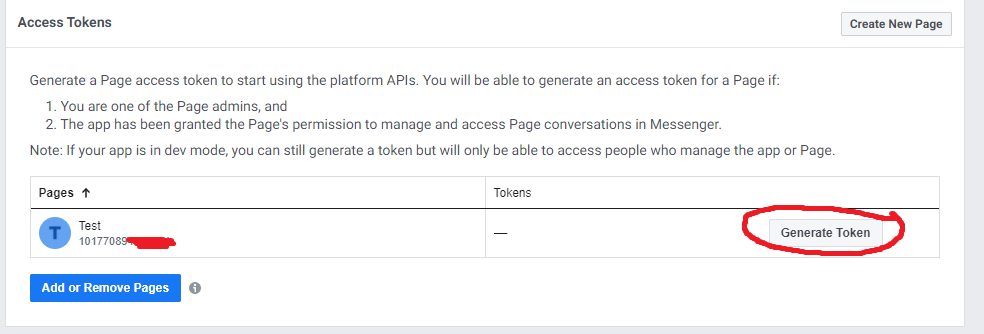 Access Tokens
Create New Page
Generate a Page access token to start using the platform APIs. You will be able to generate an access token for a Page if:
1. You are one of the Page admins, and
2. The app has been granted the Page's permission to manage and access Page conversations in Messenger.
Note: If your app is in dev mode, you can still generate a token but will only be able to access people who manage the app or Page.
Pages ↑
Tokens
T
Test
10177089
—
Generate Token
Add or Remove Pages